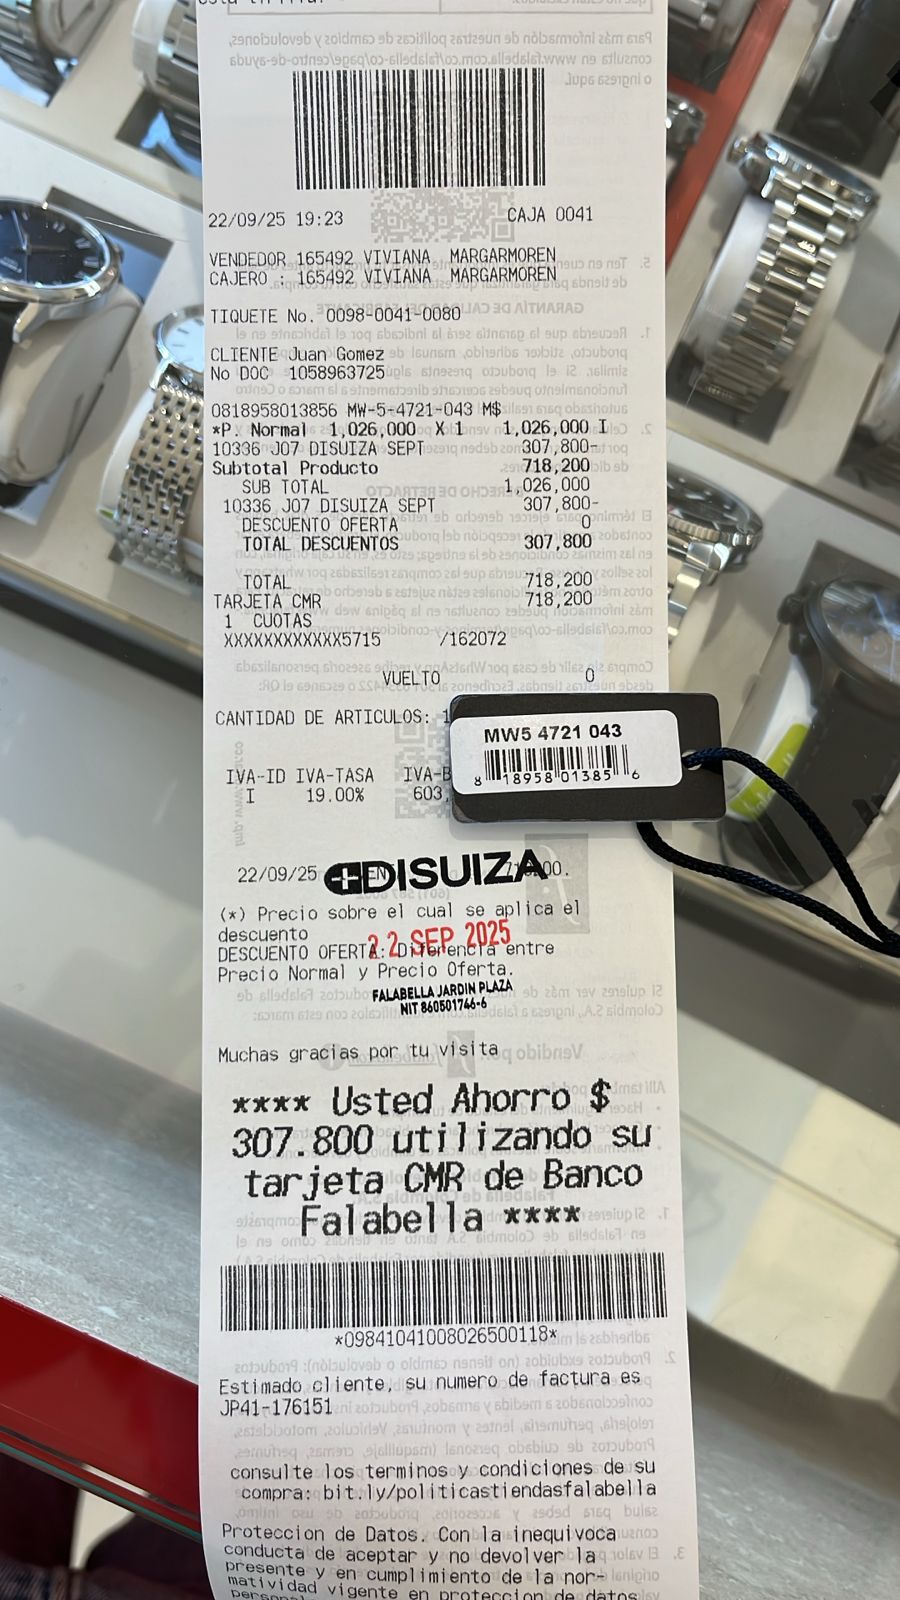 22/09/25 19:23 CAJA 0041
VENDEDOR 165492 VIVIANA MARGARMOREN
CAJERO : 165492 VIVIANA MARGARMOREN
TIQUETE No. 0098-0041-0080
CLIENTE Juan Gomez
No DOC 1058963725
0818958013856 MW-5-4721-043 M$
*P. Normal 1,026,000 X 1 1,026,000 I
10336 J07 DISUIZA SEPT 307,800-
Subtotal Producto 718,200
SUB TOTAL 1,026,000
10336 J07 DISUIZA SEPT 307,800-
DESCUENTO OFERTA 0
TOTAL DESCUENTOS 307,800
TOTAL 718,200
TARJETA CMR 718,200
1 CUOTAS
XXXXXXXXXXXX5715 /162072
VUELTO 0
CANTIDAD DE ARTICULOS: 1
MW5 4721 043
8 18958 01385 6
IVA-ID IVA-TASA IVA-B
I 19.00% 603,
22/09/25
DISUIZA
(*) Precio sobre el cual se aplica el
descuento
22 SEP 2025
DESCUENTO OFERTA: Diferencia entre
Precio Normal y Precio Oferta.
FALABELLA JARDIN PLAZA
NIT 860501746-6
Muchas gracias por tu visita
**** Usted Ahorro $
307.800 utilizando su
tarjeta CMR de Banco
Falabella ****
*09841041008026500118*
Estimado cliente, su numero de factura es
JP41-176151
consulte los terminos y condiciones de su
compra: bit.ly/politicastiendasfalabella
Proteccion de Datos. Con la inequivoca
conducta de aceptar y no devolver la
presente y en cumplimiento de la nor-
matividad vigente en proteccion de datos